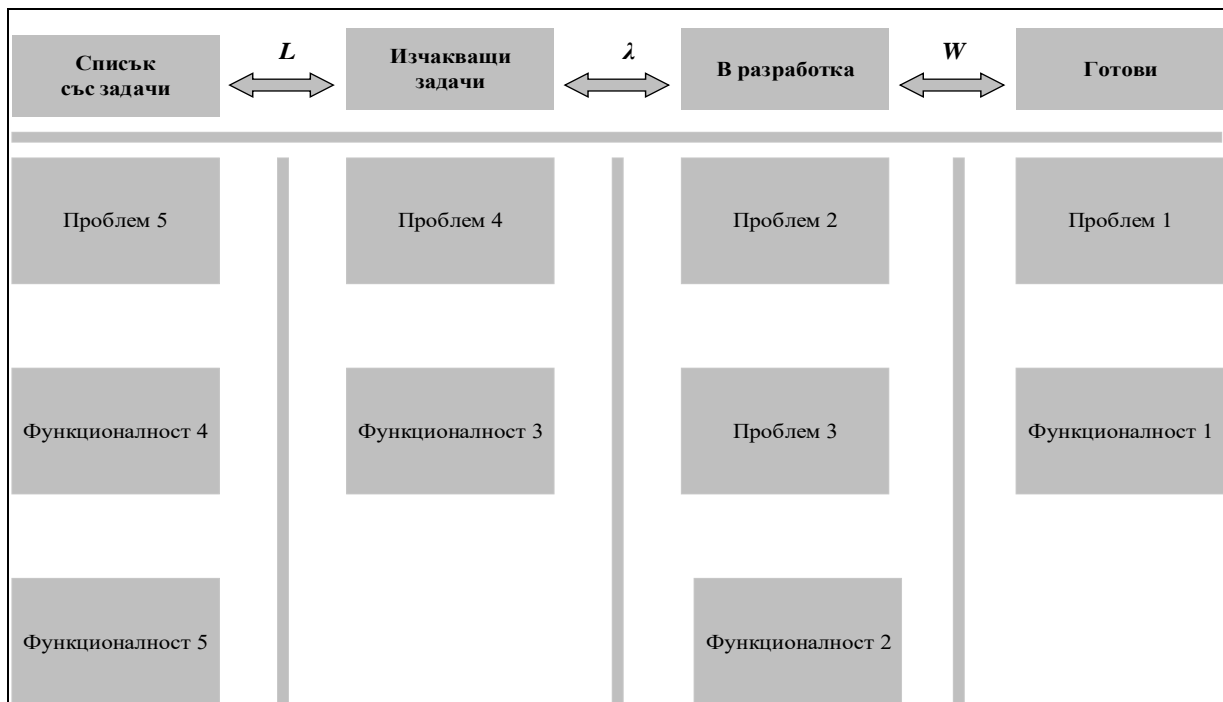 Списък
със задачи
L
Изчакващи
задачи
λ
В разработка
W
Готови
Проблем 5
Проблем 4
Проблем 2
Проблем 1
Функционалност 4
Функционалност 3
Проблем 3
Функционалност 1
Функционалност 5
Функционалност 2